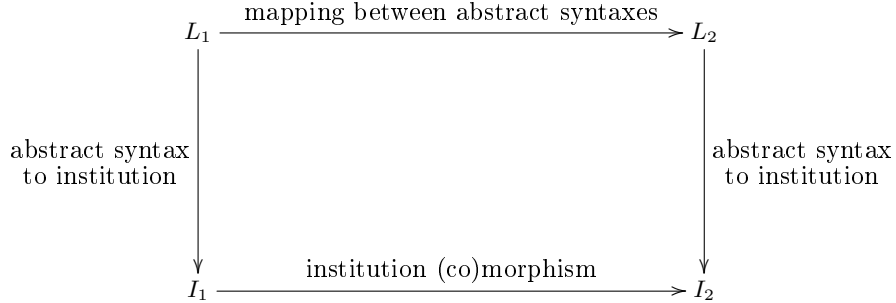 mapping between abstract syntaxes
L₁ L₂
abstract syntax abstract syntax
to institution to institution
institution (co)morphism
I₁ I₂